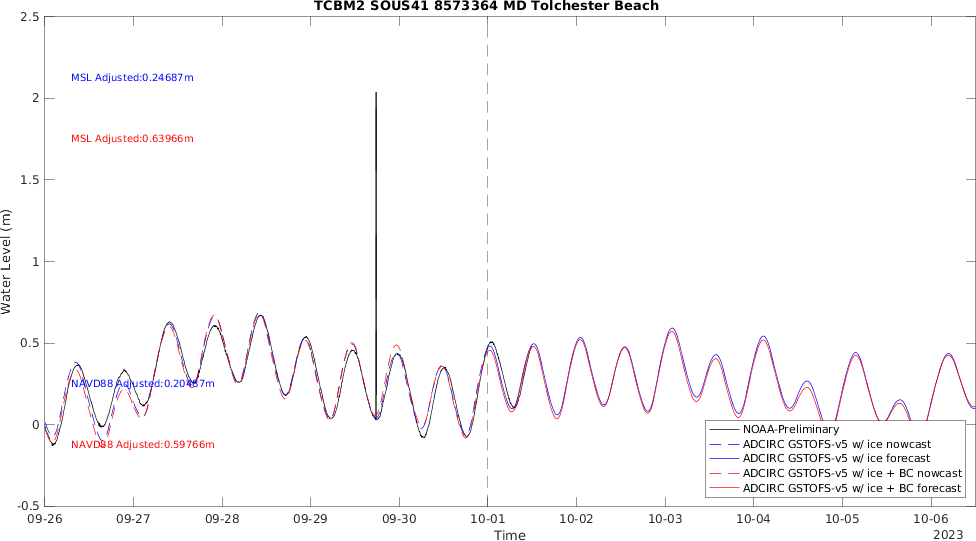 TCBM2 SOUS41 8573364 MD Tolchester Beach
2.5
2
1.5
1
0.5
0
-0.5
Water Level (m)
MSL Adjusted:0.24687m
MSL Adjusted:0.63966m
NAVD88 Adjusted:0.20487m
NAVD88 Adjusted:0.59766m
NOAA-Preliminary
ADCIRC GSTOFS-v5 w/ ice nowcast
ADCIRC GSTOFS-v5 w/ ice forecast
ADCIRC GSTOFS-v5 w/ ice + BC nowcast
ADCIRC GSTOFS-v5 w/ ice + BC forecast
09-26 09-27 09-28 09-29 09-30 10-01 10-02 10-03 10-04 10-05 10-06
Time
2023